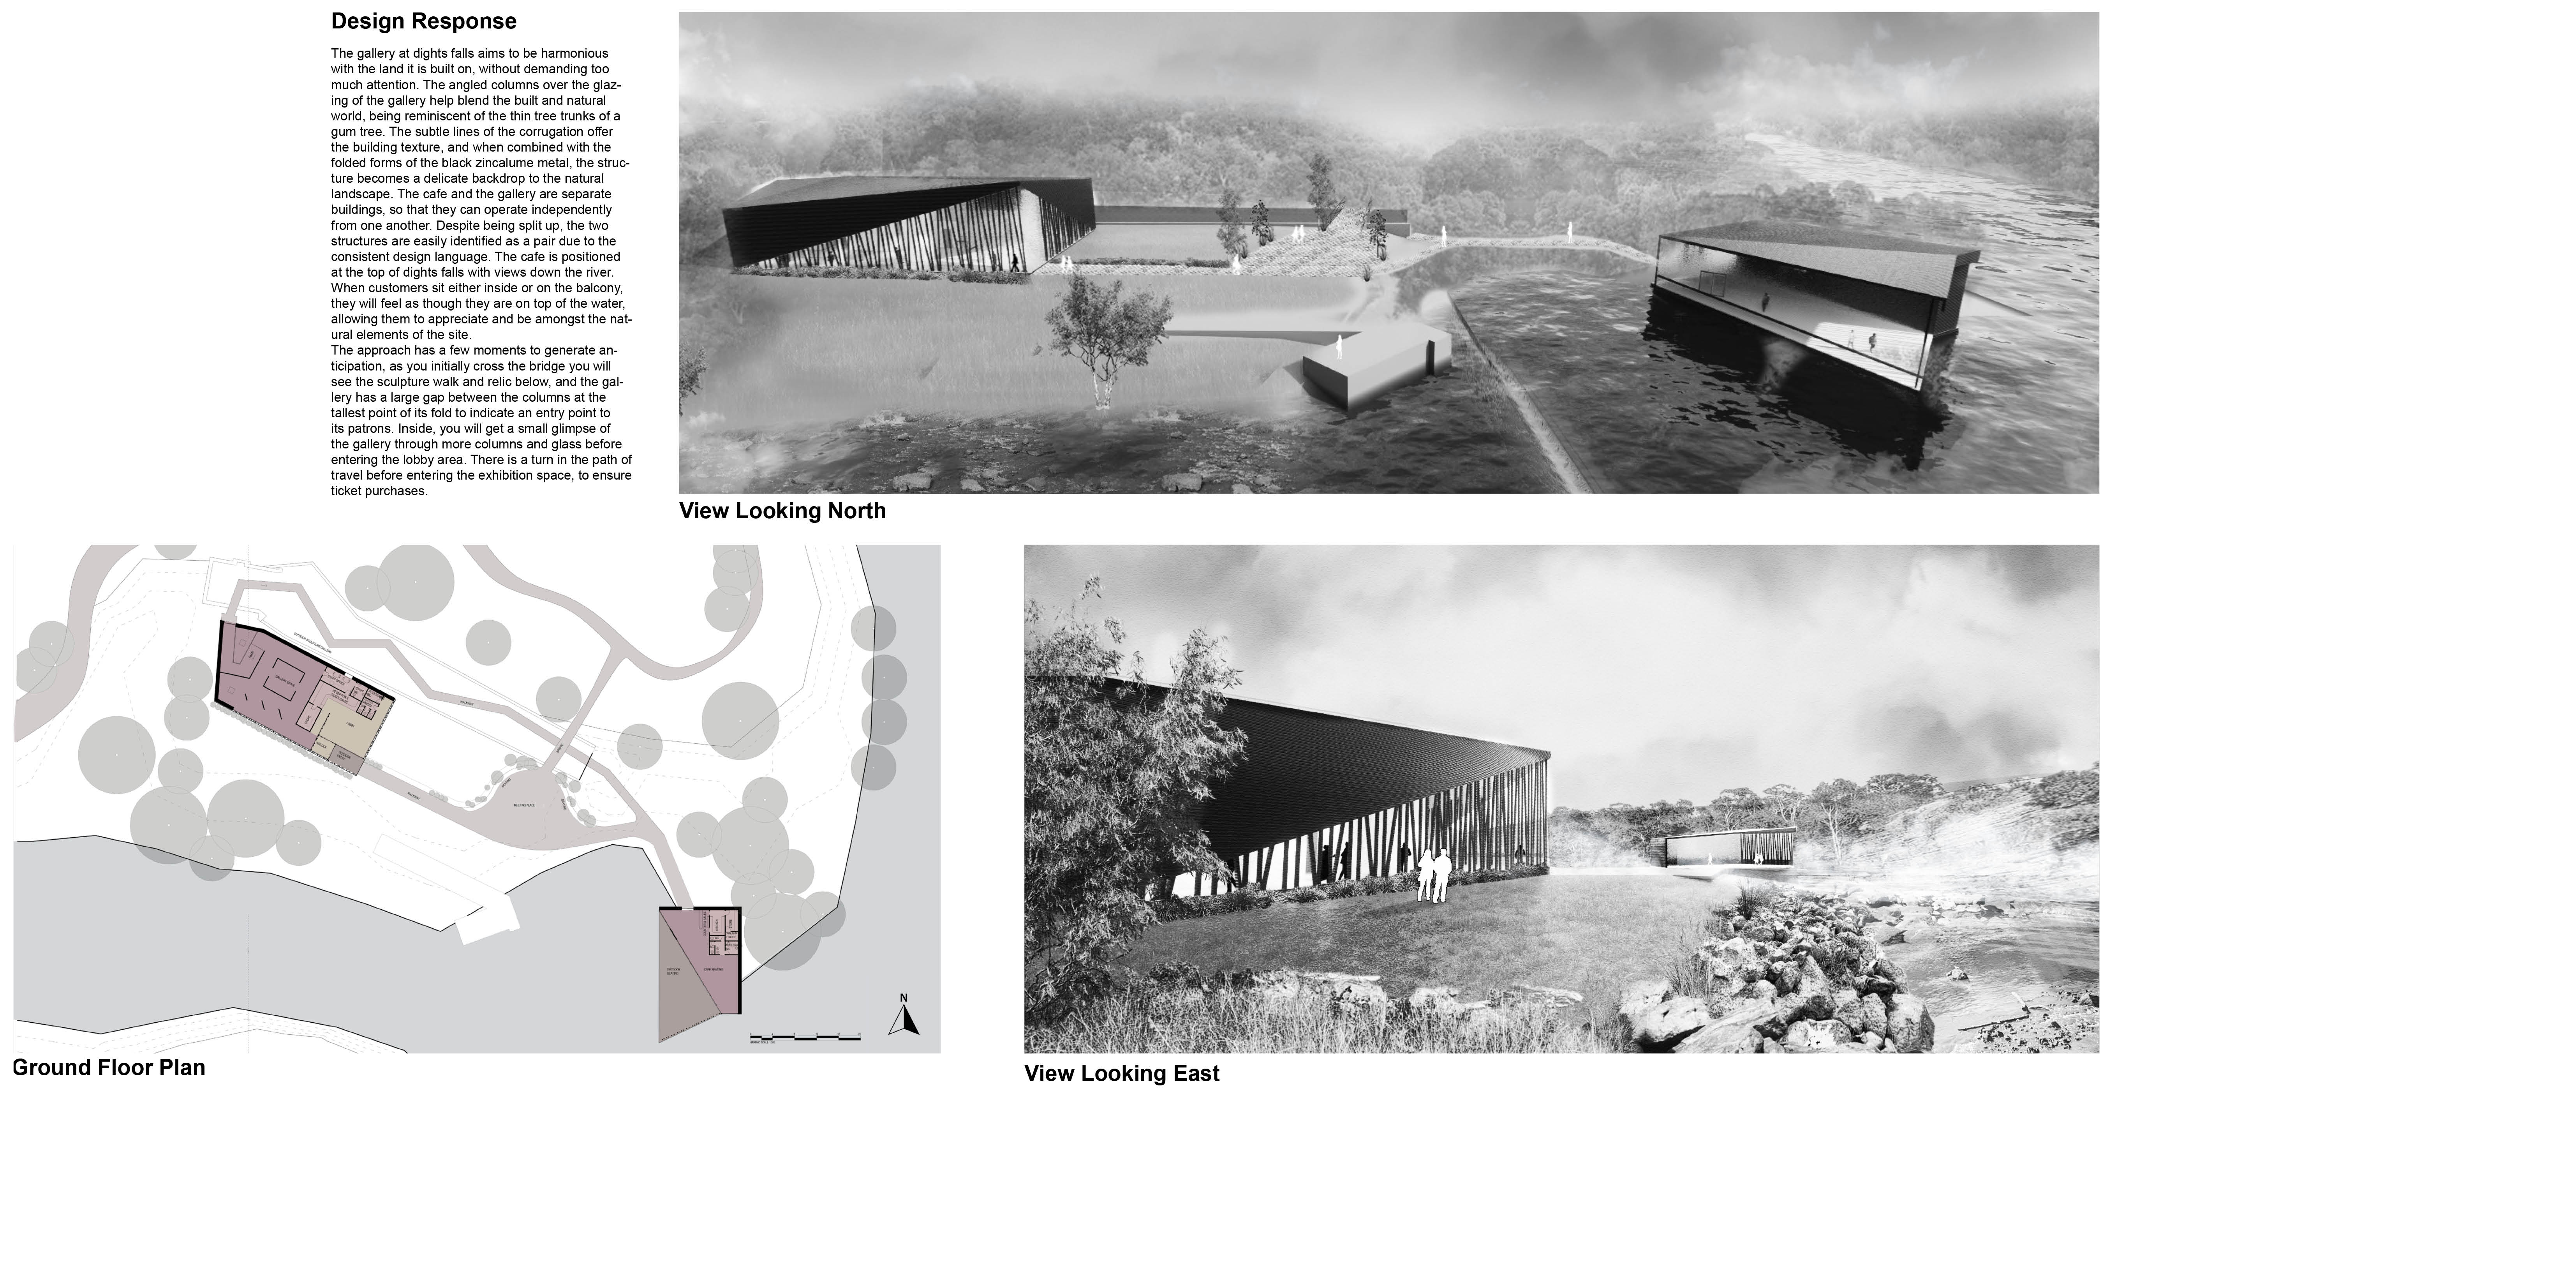 Design Response
The gallery at dights falls aims to be harmonious
with the land it is built on, without demanding too
much attention. The angled columns over the glaz-
ing of the gallery help blend the built and natural
world, being reminiscent of the thin tree trunks of a
gum tree. The subtle lines of the corrugation offer
the building texture, and when combined with the
folded forms of the black zincalume metal, the struc-
ture becomes a delicate backdrop to the natural
landscape. The cafe and the gallery are separate
buildings, so that they can operate independently
from one another. Despite being split up, the two
structures are easily identified as a pair due to the
consistent design language. The cafe is positioned
at the top of dights falls with views down the river.
When customers sit either inside or on the balcony,
they will feel as though they are on top of the water,
allowing them to appreciate and be amongst the nat-
ural elements of the site.
The approach has a few moments to generate an-
ticipation, as you initially cross the bridge you will
see the sculpture walk and relic below, and the gal-
lery has a large gap between the columns at the
tallest point of its fold to indicate an entry point to
its patrons. Inside, you will get a small glimpse of
the gallery through more columns and glass before
entering the lobby area. There is a turn in the path of
travel before entering the exhibition space, to ensure
ticket purchases.
View Looking North
MEETING PLACE
N
Ground Floor Plan
View Looking East